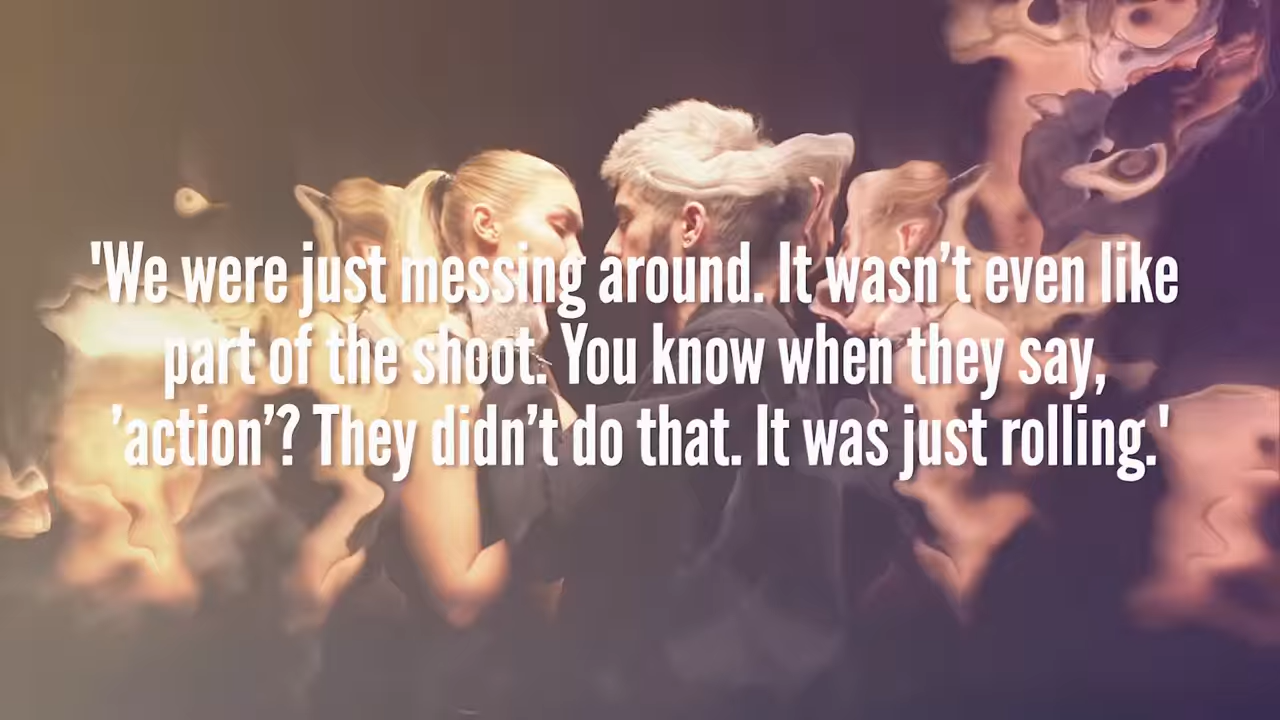 'We were just messing around. It wasn’t even like
part of the shoot. You know when they say,
’action’? They didn’t do that. It was just rolling.'